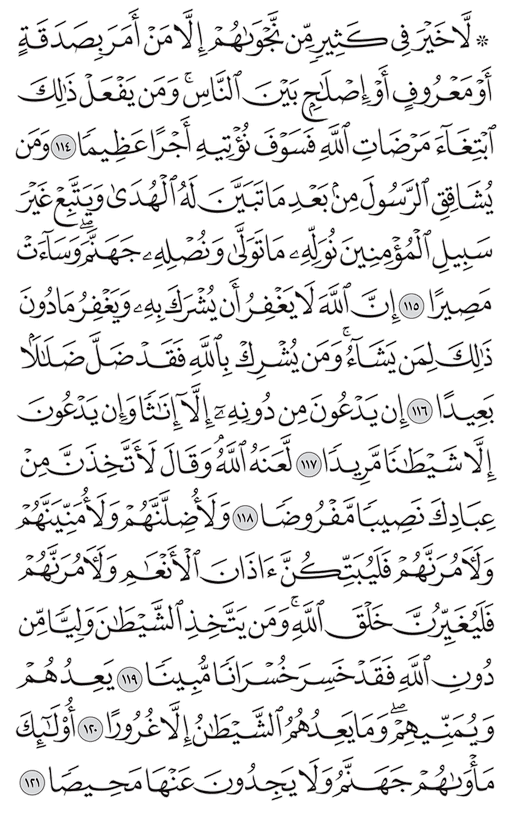 ۞ لَّا خَيْرَ فِي كَثِيرٍ مِّن نَّجْوَىٰهُمْ إِلَّا مَنْ أَمَرَ بِصَدَقَةٍ
أَوْ مَعْرُوفٍ أَوْ إِصْلَٰحٍۭ بَيْنَ ٱلنَّاسِۚ وَمَن يَفْعَلْ ذَٰلِكَ
ٱبْتِغَآءَ مَرْضَاتِ ٱللَّهِ فَسَوْفَ نُؤْتِيهِ أَجْرًا عَظِيمًا ١١٤ وَمَن
يُشَاقِقِ ٱلرَّسُولَ مِنۢ بَعْدِ مَا تَبَيَّنَ لَهُ ٱلْهُدَىٰ وَيَتَّبِعْ غَيْرَ
سَبِيلِ ٱلْمُؤْمِنِينَ نُوَلِّهِۦ مَا تَوَلَّىٰ وَنُصْلِهِۦ جَهَنَّمَۖ وَسَآءَتْ
مَصِيرًا ١١٥ إِنَّ ٱللَّهَ لَا يَغْفِرُ أَن يُشْرَكَ بِهِۦ وَيَغْفِرُ مَا دُونَ
ذَٰلِكَ لِمَن يَشَآءُۚ وَمَن يُشْرِكْ بِٱللَّهِ فَقَدْ ضَلَّ ضَلَٰلًۢا
بَعِيدًا ١١٦ إِن يَدْعُونَ مِن دُونِهِۦٓ إِلَّآ إِنَٰثًا وَإِن يَدْعُونَ
إِلَّا شَيْطَٰنًا مَّرِيدًا ١١٧ لَّعَنَهُ ٱللَّهُۘ وَقَالَ لَأَتَّخِذَنَّ مِنْ
عِبَادِكَ نَصِيبًا مَّفْرُوضًا ١١٨ وَلَأُضِلَّنَّهُمْ وَلَأُمَنِّيَنَّهُمْ
وَلَءَامُرَنَّهُمْ فَلَيُبَتِّكُنَّ ءَاذَانَ ٱلْأَنْعَٰمِ وَلَءَامُرَنَّهُمْ
فَلَيُغَيِّرُنَّ خَلْقَ ٱللَّهِۚ وَمَن يَتَّخِذِ ٱلشَّيْطَٰنَ وَلِيًّا مِّن
دُونِ ٱللَّهِ فَقَدْ خَسِرَ خُسْرَانًا مُّبِينًا ١١٩ يَعِدُهُمْ
وَيُمَنِّيهِمْۖ وَمَا يَعِدُهُمُ ٱلشَّيْطَٰنُ إِلَّا غُرُورًا ١٢٠ أُو۟لَٰٓئِكَ
مَأْوَىٰهُمْ جَهَنَّمُ وَلَا يَجِدُونَ عَنْهَا مَحِيصًا ١٢١